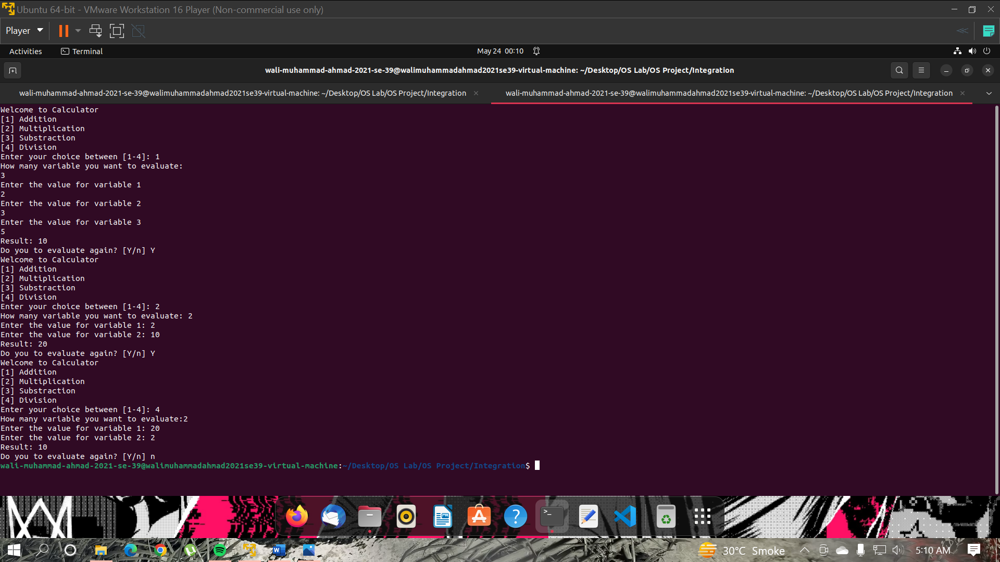 Ubuntu 64-bit - VMware Workstation 16 Player (Non-commercial use only)
Player
Activities
Terminal
May 24 00:10
wali-muhammad-ahmad-2021-se-39@walimuhammadahmad2021se39-virtual-machine: ~/Desktop/OS Lab/OS Project/Integration
wali-muhammad-ahmad-2021-se-39@walimuhammadahmad2021se39-virtual-machine: ~/Desktop/OS Lab/OS Project/Integration
wali-muhammad-ahmad-2021-se-39@walimuhammadahmad2021se39-virtual-machine: ~/Desktop/OS Lab/OS Project/Integration
Welcome to Calculator
[1] Addition
[2] Multiplication
[3] Substraction
[4] Division
Enter your choice between [1-4]: 1
How many variable you want to evaluate:
3
Enter the value for variable 1
2
Enter the value for variable 2
3
Enter the value for variable 3
5
Result: 10
Do you to evaluate again? [Y/n] Y
Welcome to Calculator
[1] Addition
[2] Multiplication
[3] Substraction
[4] Division
Enter your choice between [1-4]: 2
How many variable you want to evaluate: 2
Enter the value for variable 1: 2
Enter the value for variable 2: 10
Result: 20
Do you to evaluate again? [Y/n] Y
Welcome to Calculator
[1] Addition
[2] Multiplication
[3] Substraction
[4] Division
Enter your choice between [1-4]: 4
How many variable you want to evaluate:2
Enter the value for variable 1: 20
Enter the value for variable 2: 2
Result: 10
Do you to evaluate again? [Y/n] n
wali-muhammad-ahmad-2021-se-39@walimuhammadahmad2021se39-virtual-machine:~/Desktop/OS Lab/OS Project/Integration$
30°C Smoke
5:10 AM